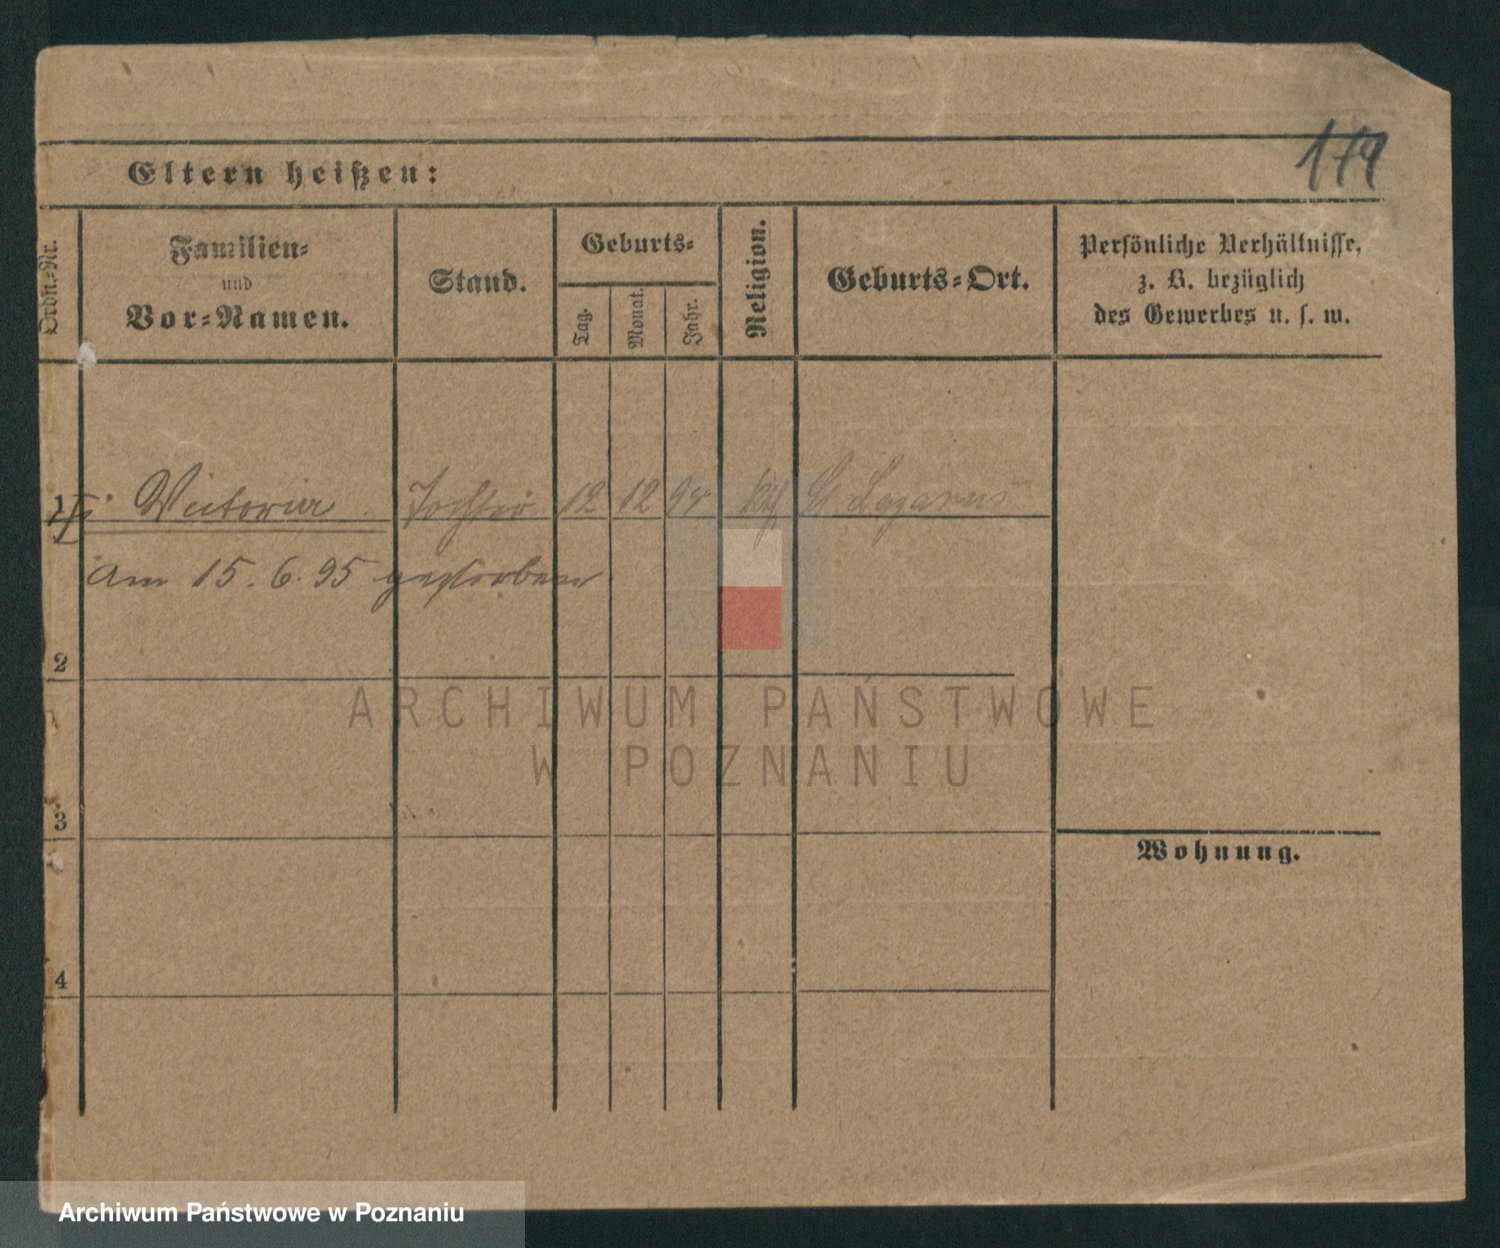 179
Eltern heißen:
Ordn.-Nr.
Familien-
und
Vor-Namen.
Stand.
Geburts-
Tag.
Monat.
Jahr.
Religion.
Geburts-Ort.
Persönliche Verhältnisse,
z. B. bezüglich
des Gewerbes u. s. w.
Victoria Tochter 12 12 94 St. Lazarus
am 15. 6. 95 gestorben
2
ARCHIWUM PAŃSTWOWE
W POZNANIU
3
Wohnung.
4
Archiwum Państwowe w Poznaniu